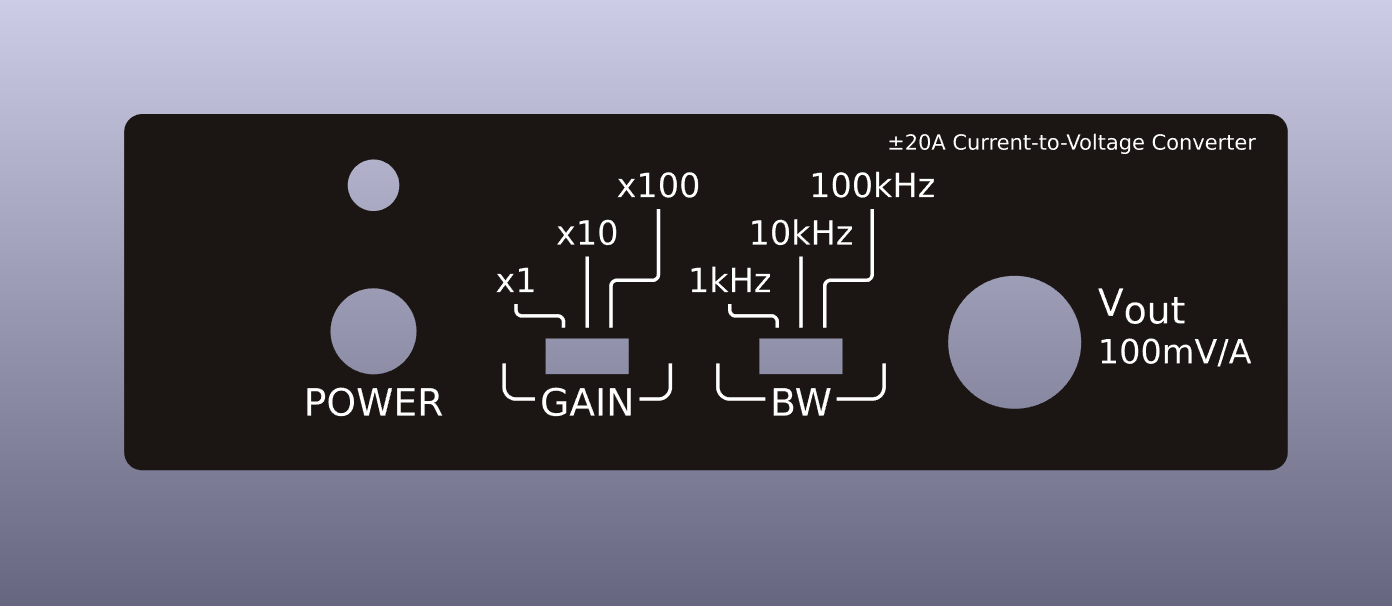 ±20A Current-to-Voltage Converter
x100
100kHz
x10
10kHz
x1
1kHz
Vout
100mV/A
POWER
GAIN
BW